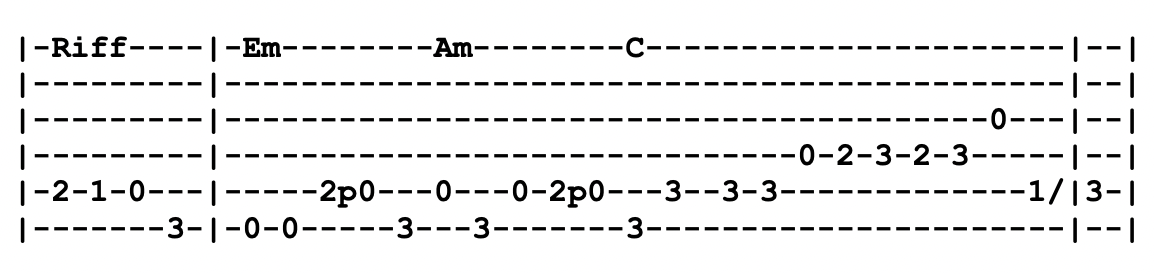 |-Riff----|-Em--------Am--------C----------------------|--|
|---------|--------------------------------------------|--|
|---------|----------------------------------------0---|--|
|---------|------------------------------0-2-3-2-3-----|--|
|-2-1-0---|-----2p0---0---0-2p0---3--3-3-------------1/|3-|
|-------3-|-0-0-----3---3-------3----------------------|--|